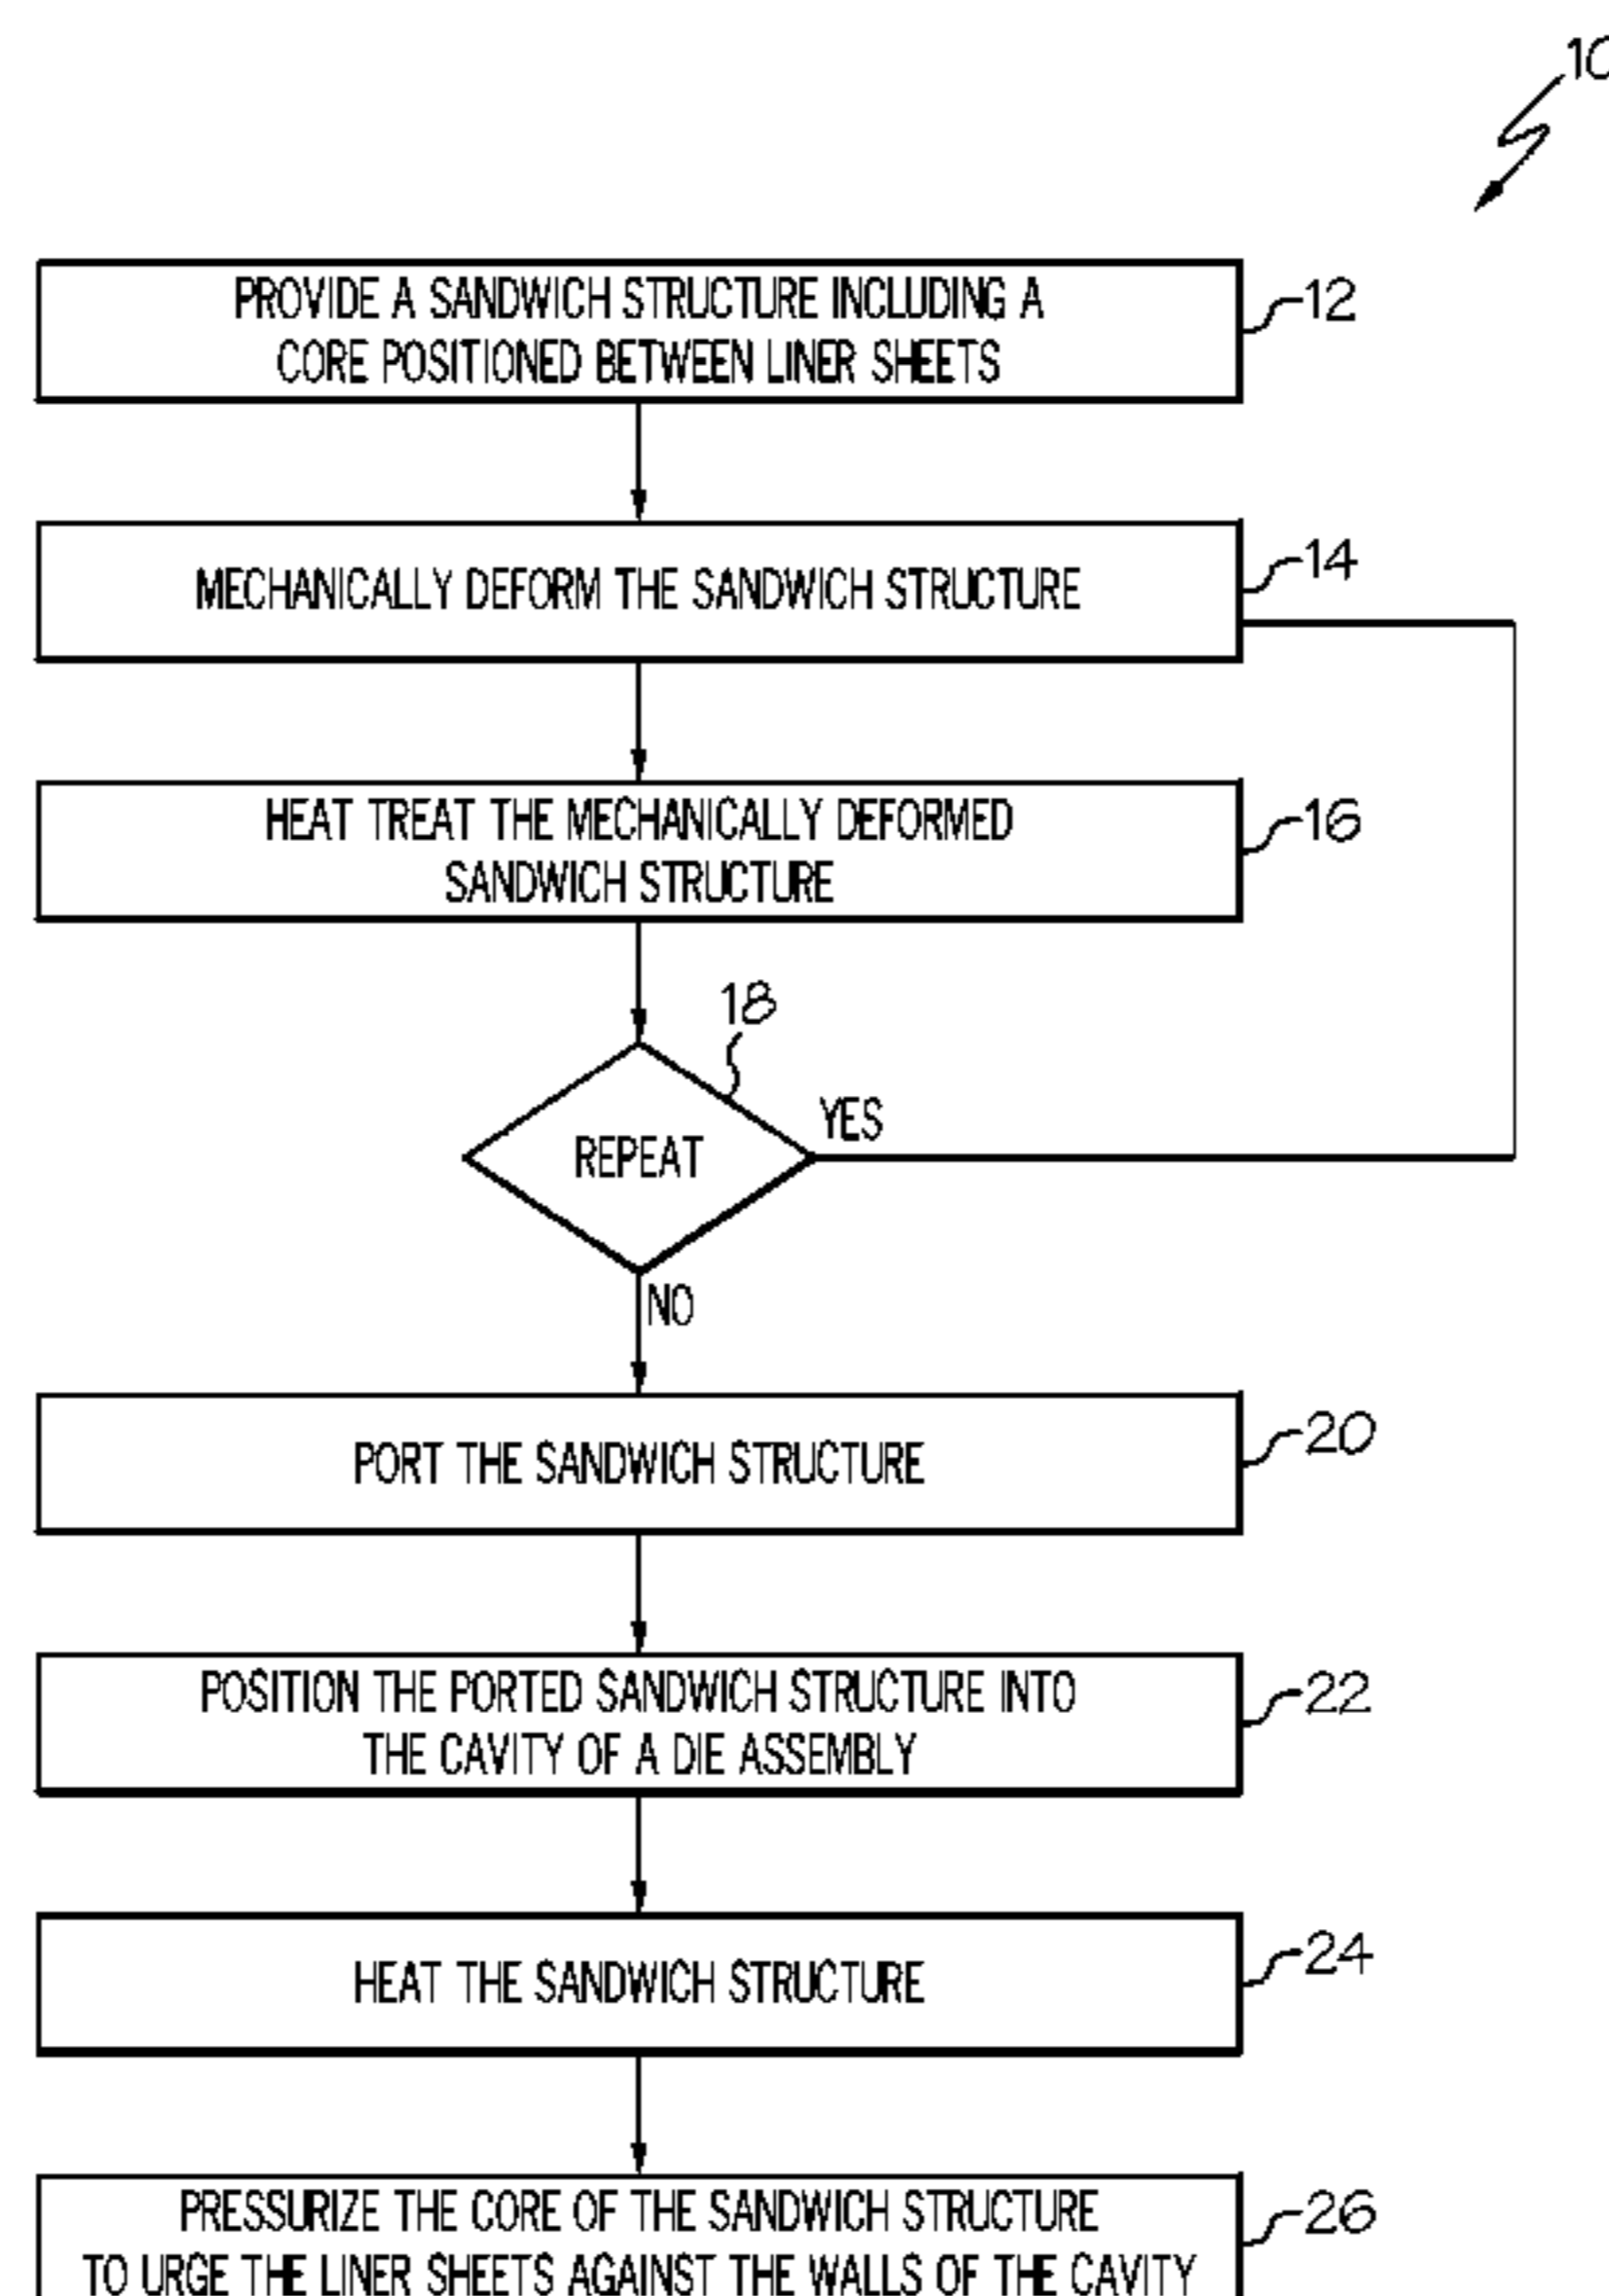 10
PROVIDE A SANDWICH STRUCTURE INCLUDING A
CORE POSITIONED BETWEEN LINER SHEETS
12
MECHANICALLY DEFORM THE SANDWICH STRUCTURE
14
HEAT TREAT THE MECHANICALLY DEFORMED
SANDWICH STRUCTURE
16
18
REPEAT
YES
NO
PORT THE SANDWICH STRUCTURE
20
POSITION THE PORTED SANDWICH STRUCTURE INTO
THE CAVITY OF A DIE ASSEMBLY
22
HEAT THE SANDWICH STRUCTURE
24
PRESSURIZE THE CORE OF THE SANDWICH STRUCTURE
TO URGE THE LINER SHEETS AGAINST THE WALLS OF THE CAVITY
26